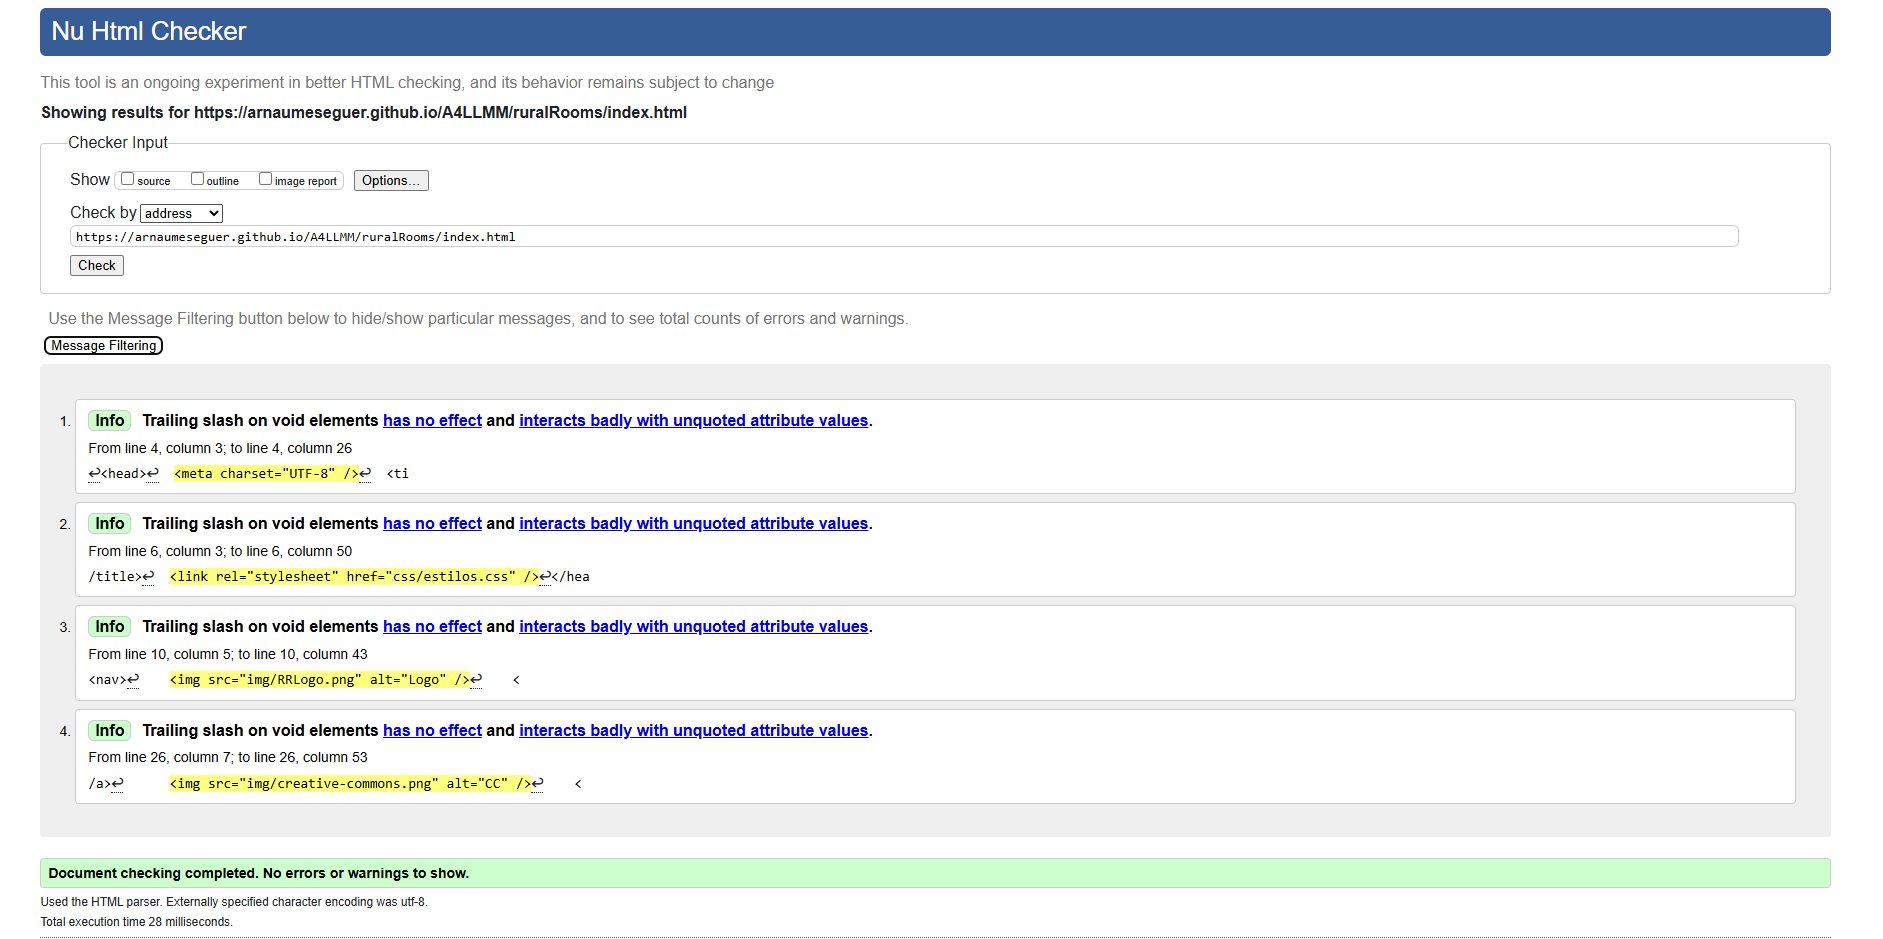 Nu Html Checker
This tool is an ongoing experiment in better HTML checking, and its behavior remains subject to change
Showing results for https://arnaumeseguer.github.io/A4LLMM/ruralRooms/index.html
Checker Input
Show source outline image report Options...
Check by address
https://arnaumeseguer.github.io/A4LLMM/ruralRooms/index.html
Check
Use the Message Filtering button below to hide/show particular messages, and to see total counts of errors and warnings.
Message Filtering
1. Info Trailing slash on void elements has no effect and interacts badly with unquoted attribute values.
From line 4, column 3; to line 4, column 26
↩<head>↩  <meta charset="UTF-8" />↩  <ti
2. Info Trailing slash on void elements has no effect and interacts badly with unquoted attribute values.
From line 6, column 3; to line 6, column 50
/title>↩  <link rel="stylesheet" href="css/estilos.css" />↩</hea
3. Info Trailing slash on void elements has no effect and interacts badly with unquoted attribute values.
From line 10, column 5; to line 10, column 43
<nav>↩    <img src="img/RRLogo.png" alt="Logo" />↩    <
4. Info Trailing slash on void elements has no effect and interacts badly with unquoted attribute values.
From line 26, column 7; to line 26, column 53
/a>↩      <img src="img/creative-commons.png" alt="CC" />↩    <
Document checking completed. No errors or warnings to show.
Used the HTML parser. Externally specified character encoding was utf-8.
Total execution time 28 milliseconds.